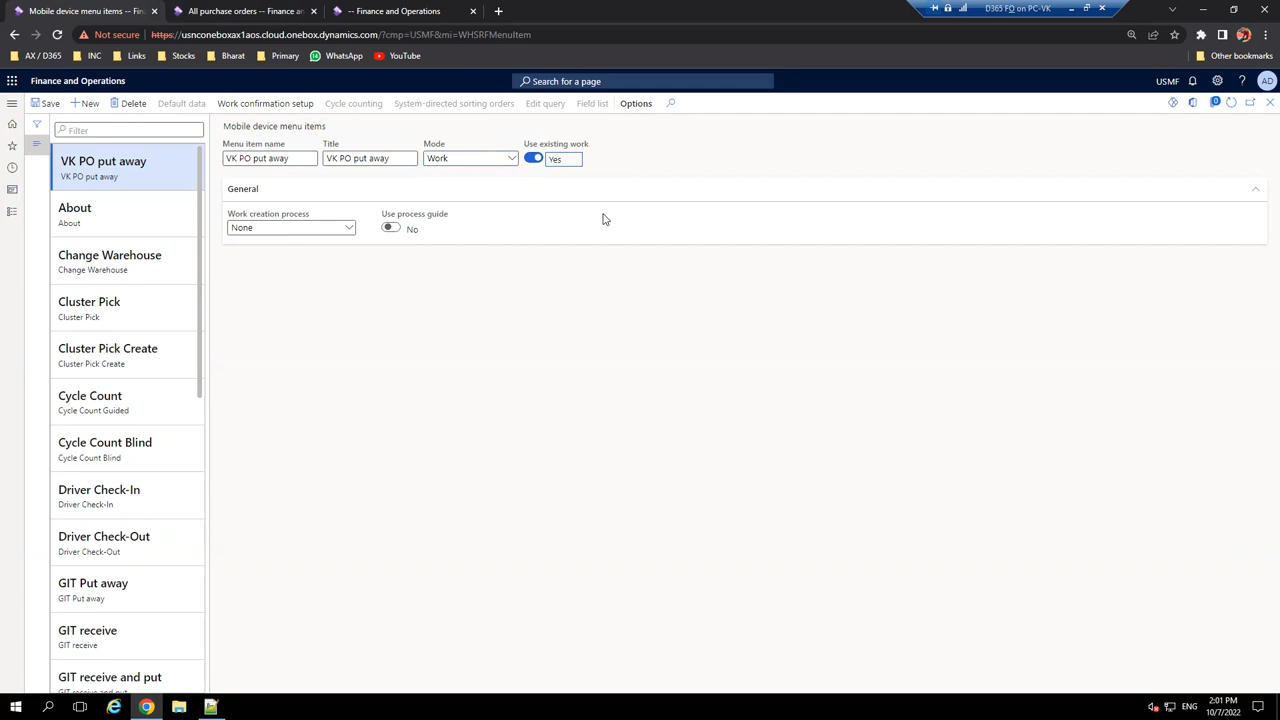 Mobile device menu items -- Fina
All purchase orders -- Finance an
-- Finance and Operations
D365 FO on PC-VK
Not secure
https://usnconeboxax1aos.cloud.onebox.dynamics.com/?cmp=USMF&mi=WHSRFMenuItem
AX / D365
INC
Links
Stocks
Bharat
Primary
WhatsApp
YouTube
Other bookmarks
Finance and Operations
Search for a page
USMF
AD
Save
New
Delete
Default data
Work confirmation setup
Cycle counting
System-directed sorting orders
Edit query
Field list
Options
0
Filter
Mobile device menu items
Menu item name
Title
Mode
Use existing work
VK PO put away
VK PO put away
Work
Yes
General
Work creation process
Use process guide
None
No
VK PO put away
VK PO put away
About
About
Change Warehouse
Change Warehouse
Cluster Pick
Cluster Pick
Cluster Pick Create
Cluster Pick Create
Cycle Count
Cycle Count Guided
Cycle Count Blind
Cycle Count Blind
Driver Check-In
Driver Check-In
Driver Check-Out
Driver Check-Out
GIT Put away
GIT Put away
GIT receive
GIT receive
GIT receive and put
GIT receive and put
ENG
2:01 PM
10/7/2022